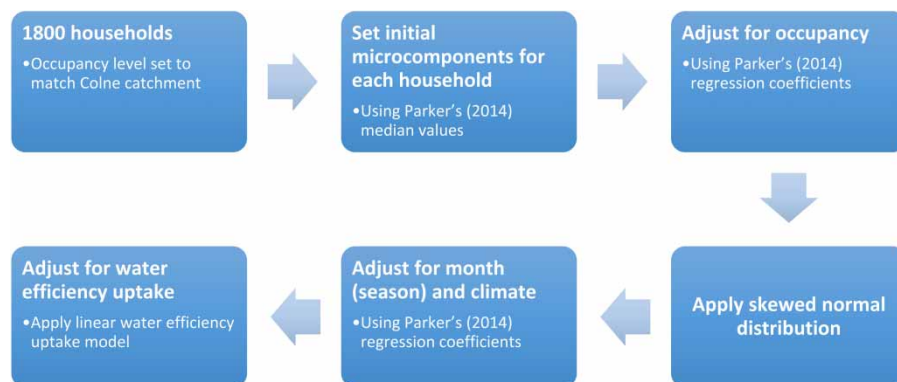 1800 households
•Occupancy level set to
match Colne catchment
Set initial
microcomponents for
each household
•Using Parker's (2014)
median values
Adjust for occupancy
•Using Parker's (2014)
regression coefficients
Apply skewed normal
distribution
Adjust for month
(season) and climate
•Using Parker's (2014)
regression coefficients
Adjust for water
efficiency uptake
•Apply linear water efficiency
uptake model